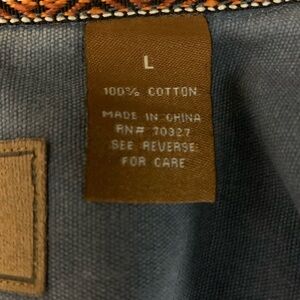 L
100% COTTON
MADE IN CHINA
RN# 70327
SEE REVERSE
FOR CARE